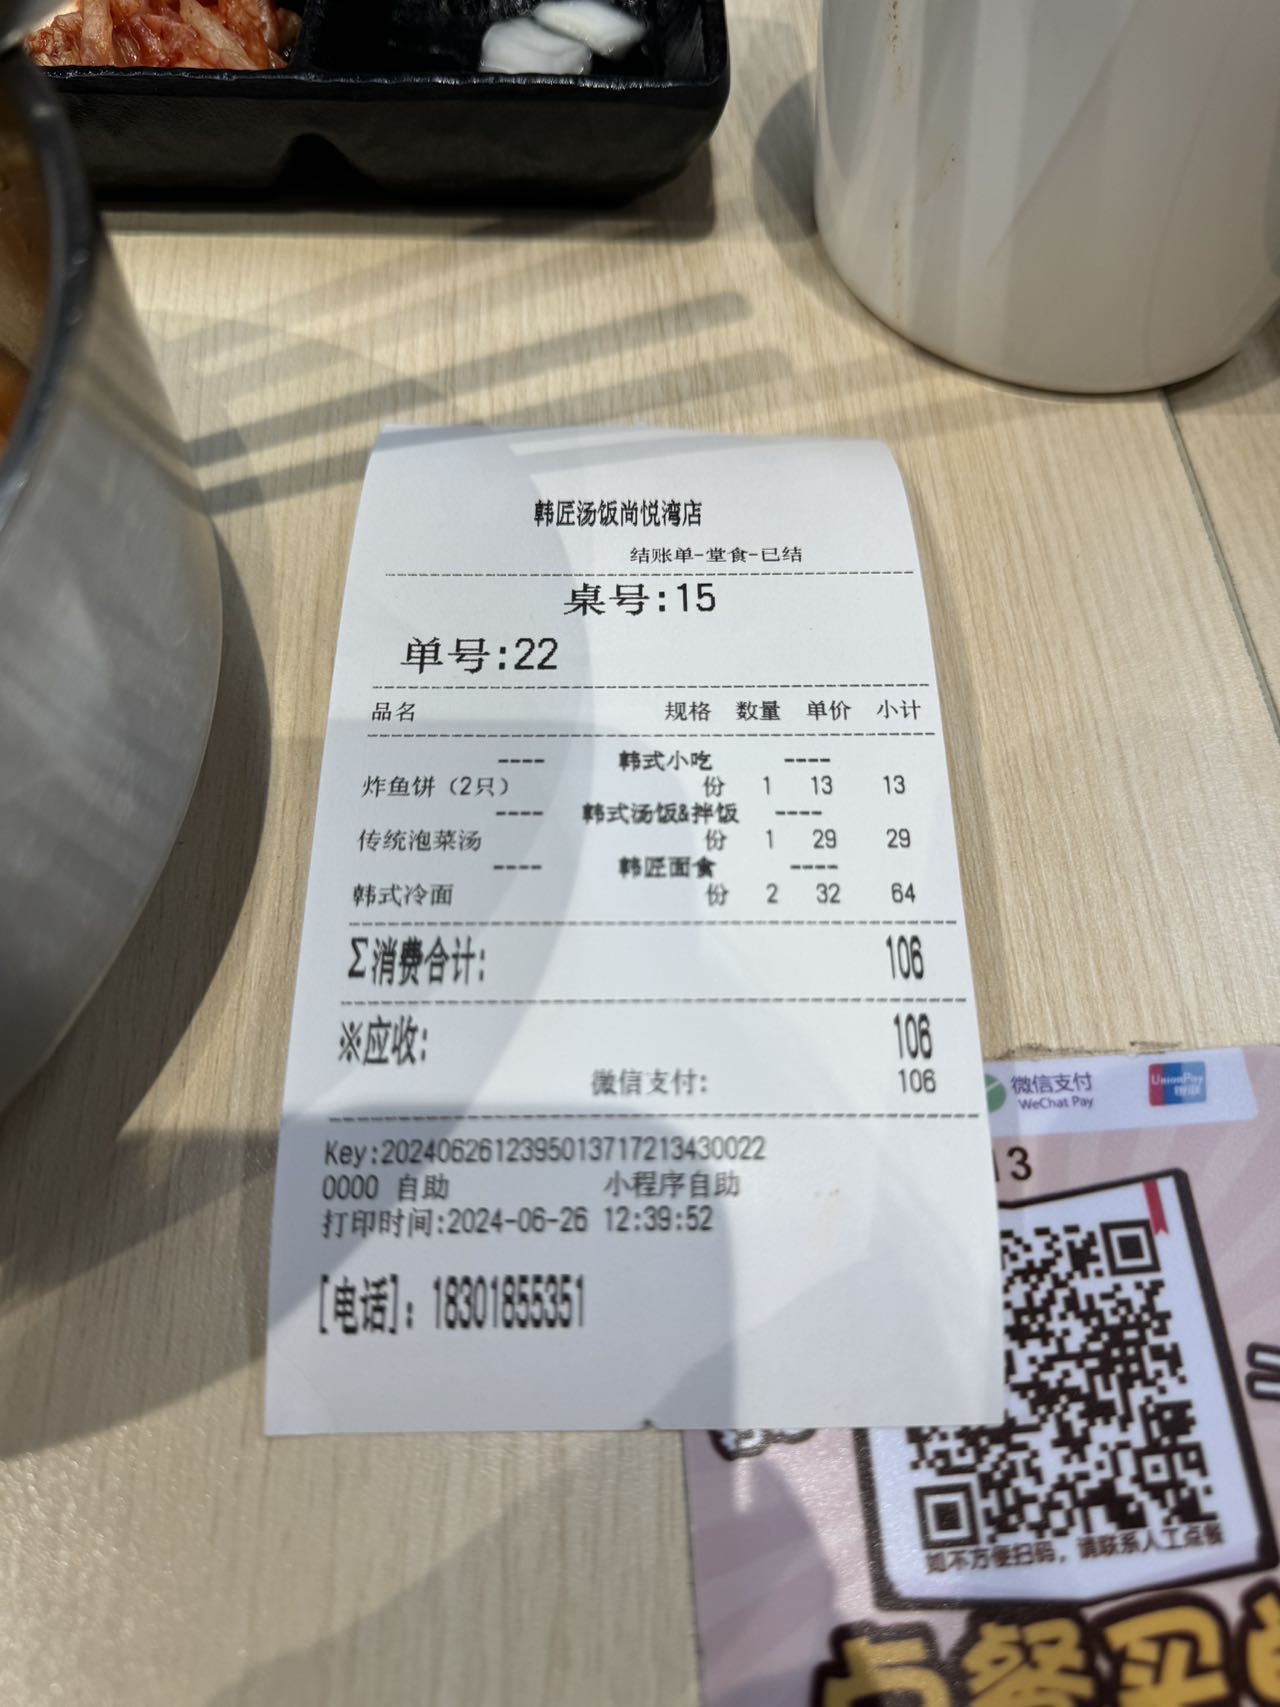 韩匠汤饭尚悦湾店
结账单-堂食-已结
桌号:15
单号:22
品名 规格 数量 单价 小计
---- 韩式小吃 ----
炸鱼饼（2只） 份 1 13 13
---- 韩式汤饭&拌饭 ----
传统泡菜汤 份 1 29 29
---- 韩匠面食 ----
韩式冷面 份 2 32 64
Σ消费合计: 106
※应收: 106
微信支付: 106
Key:2024062612395013717213430022
0000 自助 小程序自助
打印时间:2024-06-26 12:39:52
[电话]: 18301855351
微信支付
WeChat Pay
UnionPay
银联
13
如不方便扫码，请联系人工点餐
点餐买